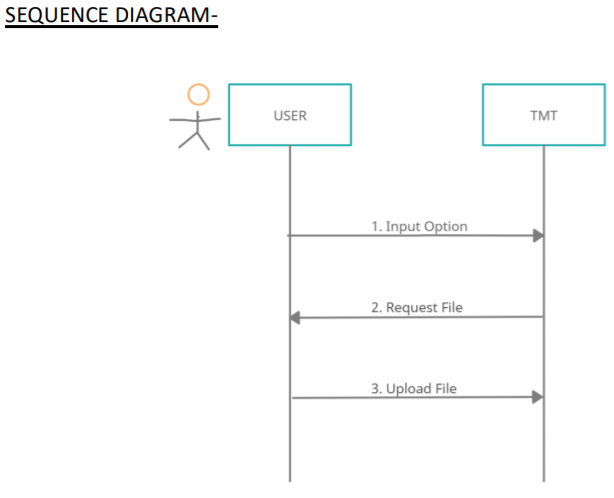 SEQUENCE DIAGRAM-
USER
TMT
1. Input Option
2. Request File
3. Upload File